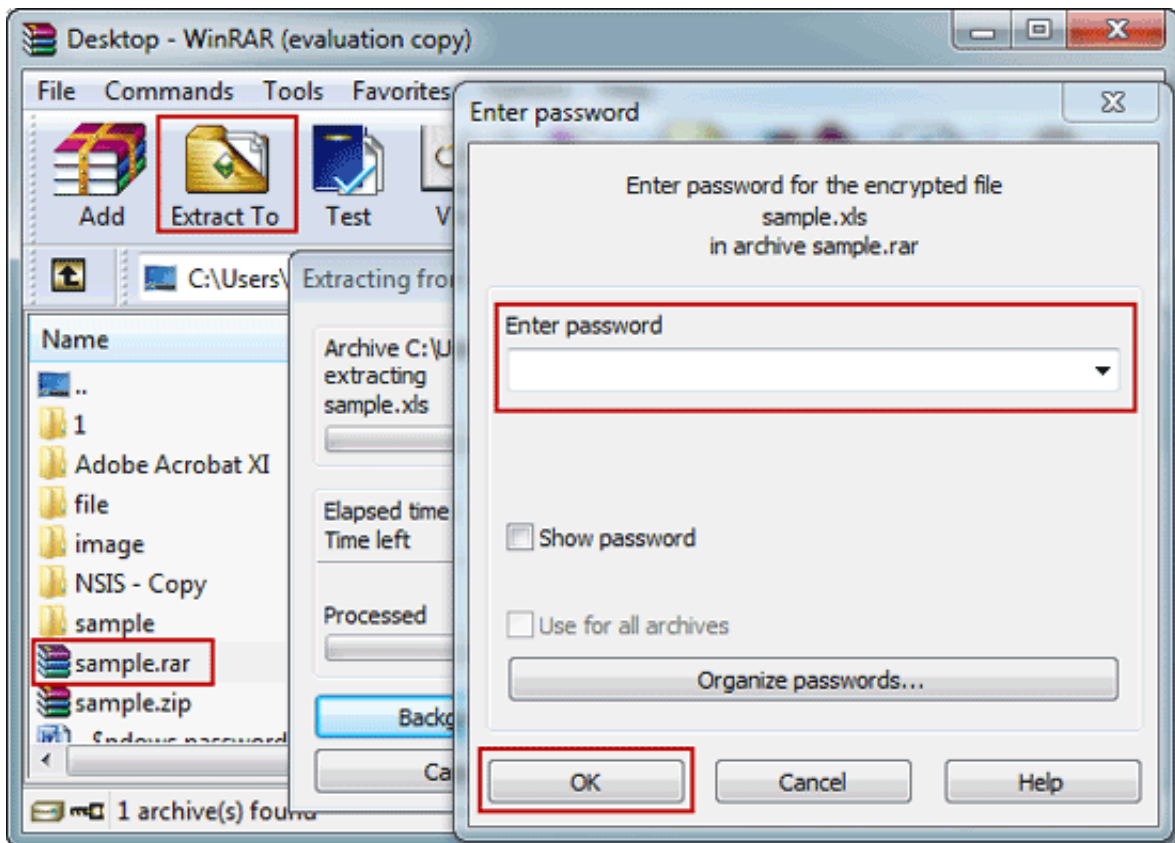 Desktop - WinRAR (evaluation copy)
File Commands Tools Favorites
Add
Extract To
Test
C:\Users\
Name
..
1
Adobe Acrobat XI
file
image
NSIS - Copy
sample
sample.rar
sample.zip
1 archive(s) found
Extracting from
Archive C:\U
extracting
sample.xls
Elapsed time
Time left
Processed
Backg
Ca
Enter password
Enter password for the encrypted file
sample.xls
in archive sample.rar
Enter password
Show password
Use for all archives
Organize passwords...
OK
Cancel
Help